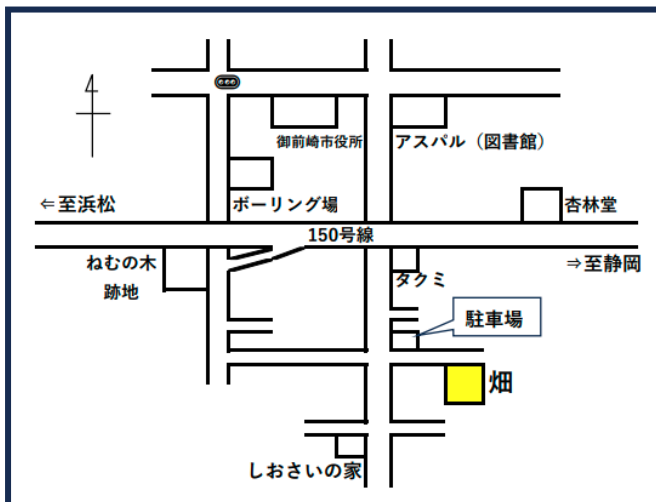 御前崎市役所
アスパル（図書館）
⇐至浜松
ボーリング場
杏林堂
150号線
ねむの木
跡地
タクミ
⇒至静岡
駐車場
畑
しおさいの家